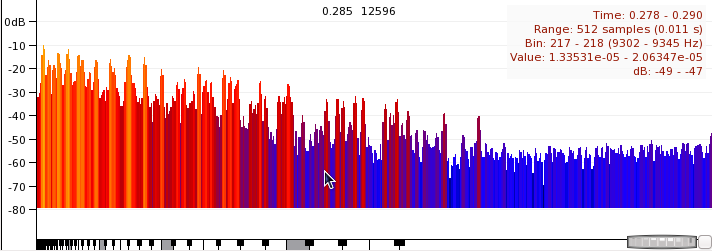 0.285 12596
Time: 0.278 - 0.290
Range: 512 samples (0.011 s)
Bin: 217 - 218 (9302 - 9345 Hz)
Value: 1.33531e-05 - 2.06347e-05
dB: -49 - -47
0dB
-10
-20
-30
-40
-50
-60
-70
-80